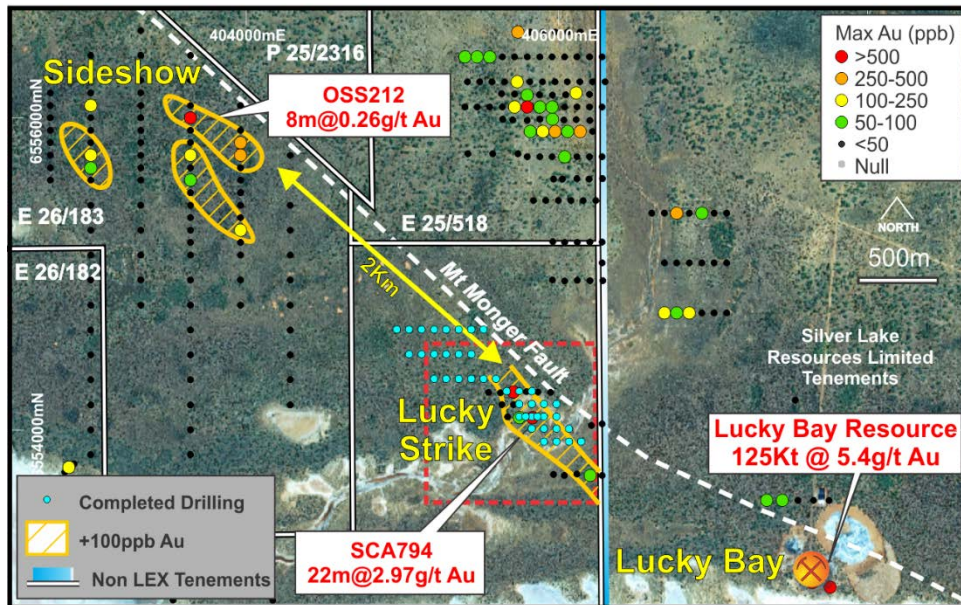 404000mE
406000mE
P 25/2316
Sideshow
OSS212
8m@0.26g/t Au
6556000mN
E 26/183
E 26/182
E 25/518
2Km
Mt Monger Fault
Max Au (ppb)
>500
250-500
100-250
50-100
<50
Null
NORTH
500m
Silver Lake
Resources Limited
Tenements
Lucky
Strike
Lucky Bay Resource
125Kt @ 5.4g/t Au
554000mN
Completed Drilling
+100ppb Au
Non LEX Tenements
SCA794
22m@2.97g/t Au
Lucky Bay